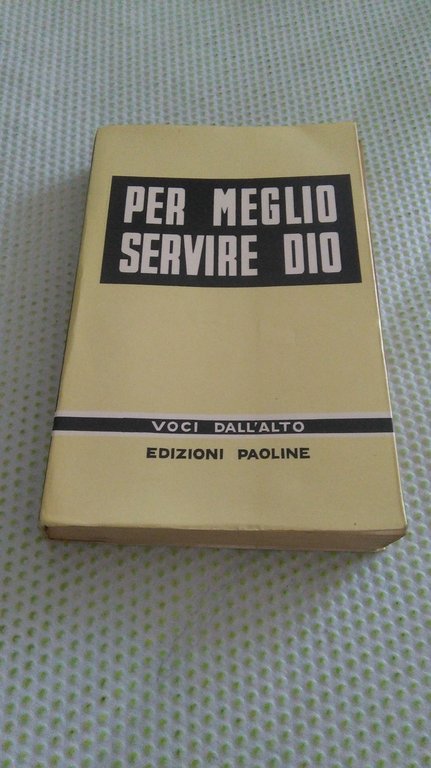 PER MEGLIO
SERVIRE DIO
VOCI DALL'ALTO
EDIZIONI PAOLINE